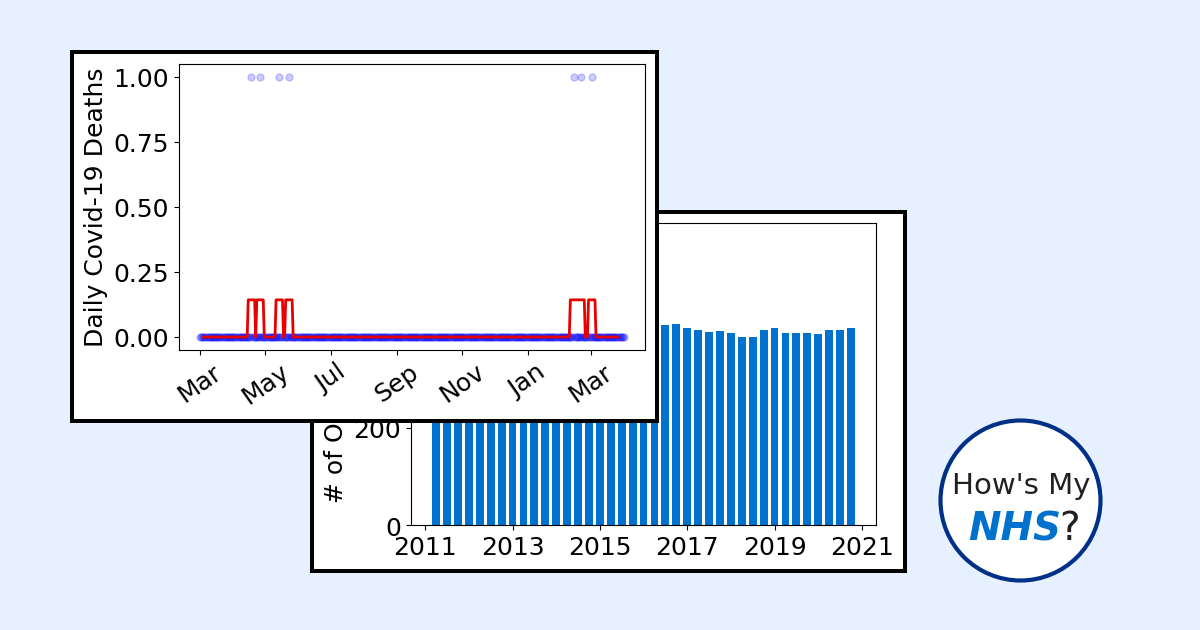 Daily Covid-19 Deaths
1.00
0.75
0.50
0.25
0.00
Mar May Jul Sep Nov Jan Mar
# of O
200
0
2011 2013 2015 2017 2019 2021
How's My
NHS?